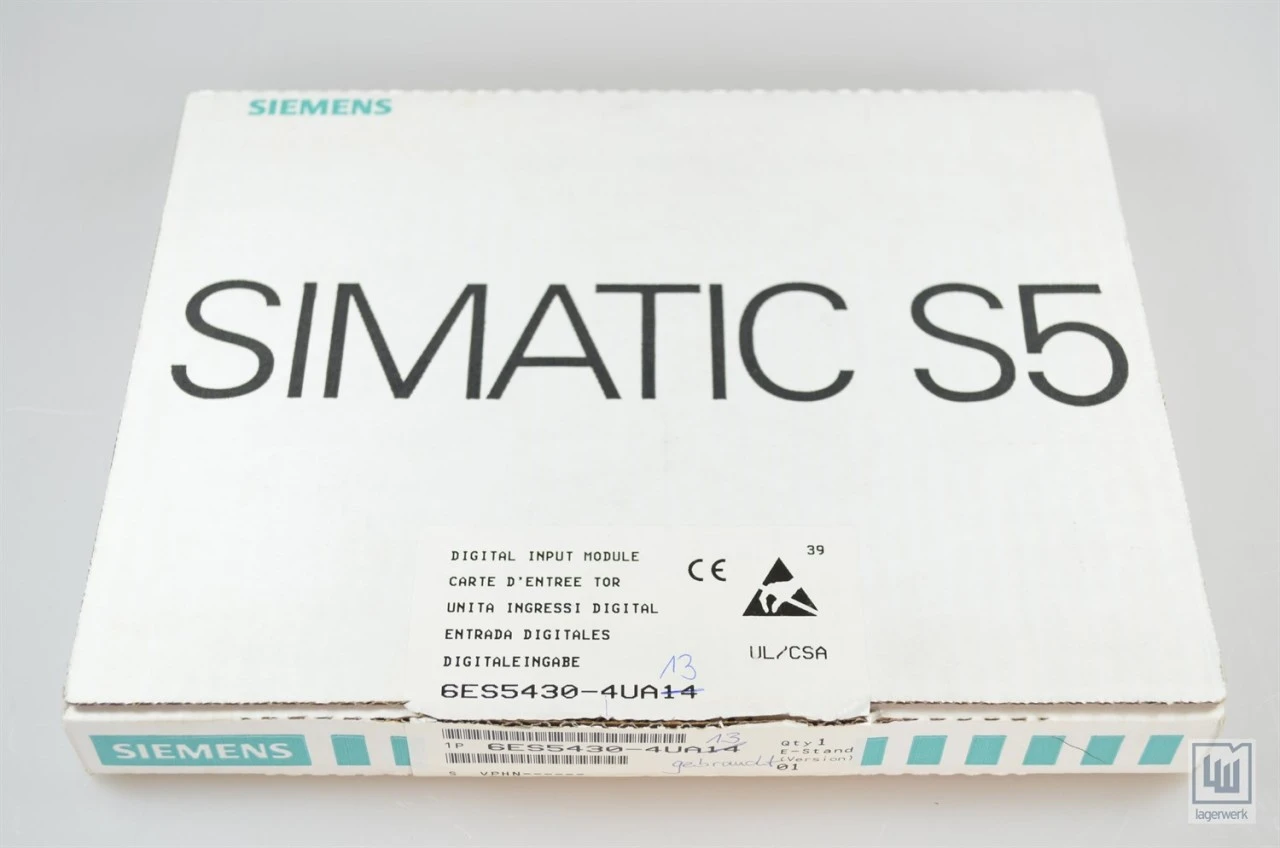 SIEMENS
SIMATIC S5
DIGITAL INPUT MODULE
CARTE D'ENTREE TOR
UNITA INGRESSI DIGITAL
ENTRADA DIGITALES
DIGITALEINGABE
13
6ES5430-4UA14
CE
39
UL/CSA
SIEMENS
13
1P 6ES5430-4UA14
gebraucht
S VPHN------
Qty 1
E-Stand
(Version)
01
lagerwerk